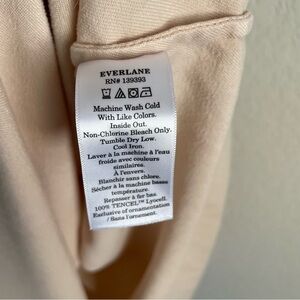 EVERLANE
RN# 139393
Machine Wash Cold
With Like Colors.
Inside Out.
Non-Chlorine Bleach Only.
Tumble Dry Low.
Cool Iron.
Laver à la machine à l'eau
froide avec couleurs
similaires.
À l'envers.
Blanchir sans chlore.
Sécher à la machine basse
température.
Repasser à fer bas.
100% TENCEL™ Lyocell.
Exclusive of ornamentation
/ Sans l'ornement.